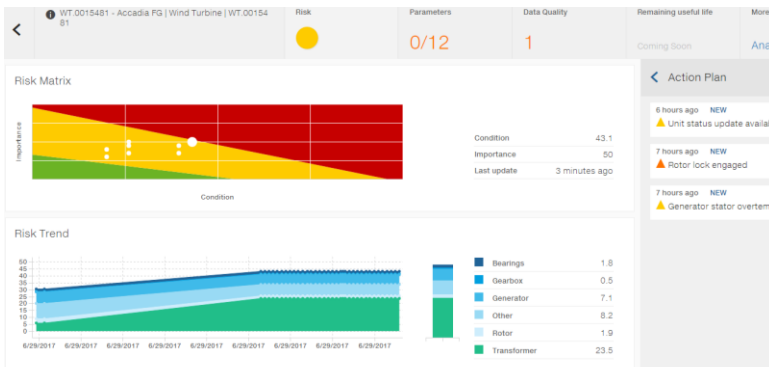 WT.0015481 - Accadia FG | Wind Turbine | WT.00154
81
Risk
Parameters
0/12
Data Quality
1
Remaining useful life
Coming Soon
More
Ana
Risk Matrix
Importance
Condition
Condition 43.1
Importance 50
Last update 3 minutes ago
Action Plan
6 hours ago NEW
Unit status update availa
7 hours ago NEW
Rotor lock engaged
7 hours ago NEW
Generator stator overtem
Risk Trend
50
45
40
35
30
25
20
15
10
5
0
6/29/2017 6/29/2017 6/29/2017 6/29/2017 6/29/2017 6/29/2017 6/29/2017 6/29/2017 6/29/2017
Bearings 1.8
Gearbox 0.5
Generator 7.1
Other 8.2
Rotor 1.9
Transformer 23.5